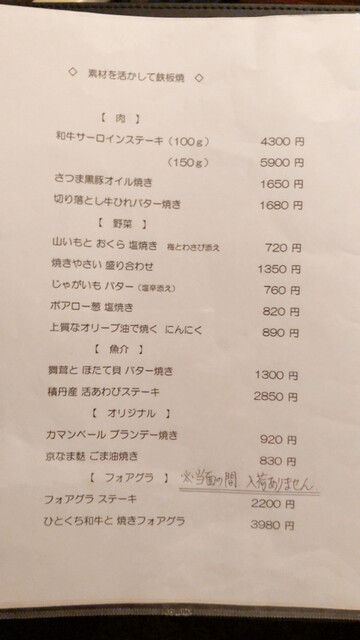 ◇ 素材を活かして鉄板焼 ◇
【 肉 】
和牛サーロインステーキ（100ｇ） 4300 円
（150ｇ） 5900 円
さつま黒豚オイル焼き 1650 円
切り落とし牛ひれバター焼き 1680 円
【 野菜 】
山いもと おくら 塩焼き 梅とわさび添え 720 円
焼きやさい 盛り合わせ 1350 円
じゃがいも バター（塩辛添え） 760 円
ポアロー葱 塩焼き 820 円
上質なオリーブ油で焼く にんにく 890 円
【 魚介 】
舞茸と ほたて貝 バター焼き 1300 円
積丹産 活あわびステーキ 2850 円
【 オリジナル 】
カマンベール ブランデー焼き 920 円
京なま麩 ごま油焼き 830 円
【 フォアグラ 】 ※当面の間 入荷ありません
フォアグラ ステーキ 2200 円
ひとくち和牛と 焼きフォアグラ 3980 円